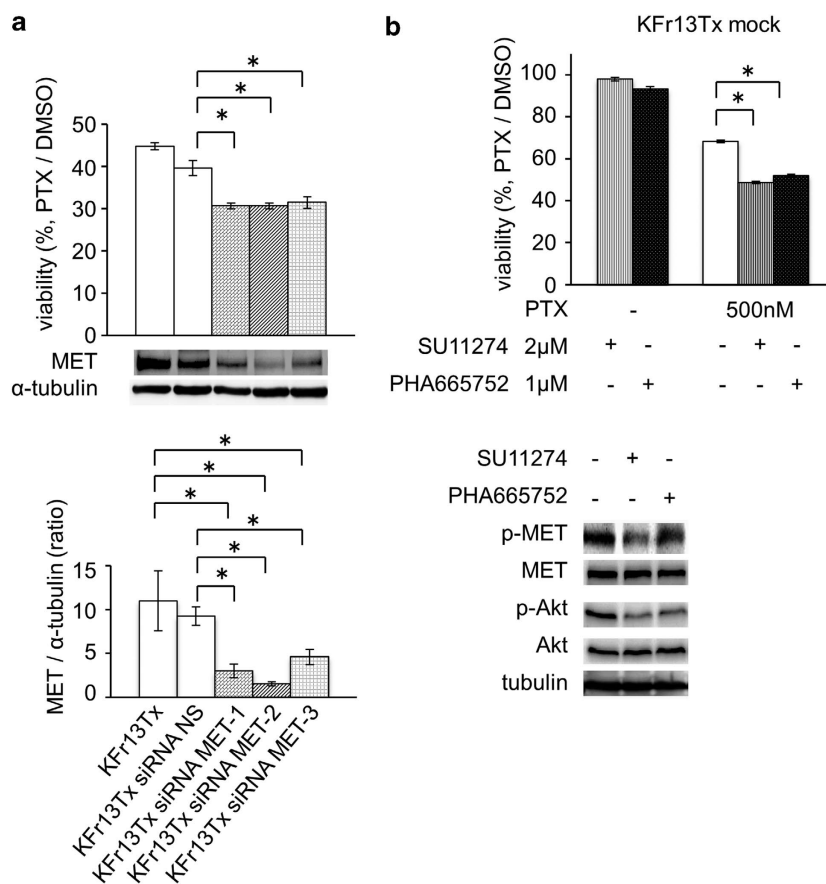 a
*
*
*
viability (%, PTX / DMSO)
50
40
30
20
10
0
MET
α-tubulin
*
*
*
*
*
*
MET / α-tubulin (ratio)
15
10
5
0
KFr13Tx
KFr13Tx siRNA NS
KFr13Tx siRNA MET-1
KFr13Tx siRNA MET-2
KFr13Tx siRNA MET-3
b
KFr13Tx mock
*
*
viability (%, PTX / DMSO)
100
80
60
40
20
0
PTX - 500nM
SU11274 2µM + - - + -
PHA665752 1µM - + - - +
SU11274 - + -
PHA665752 - - +
p-MET
MET
p-Akt
Akt
tubulin